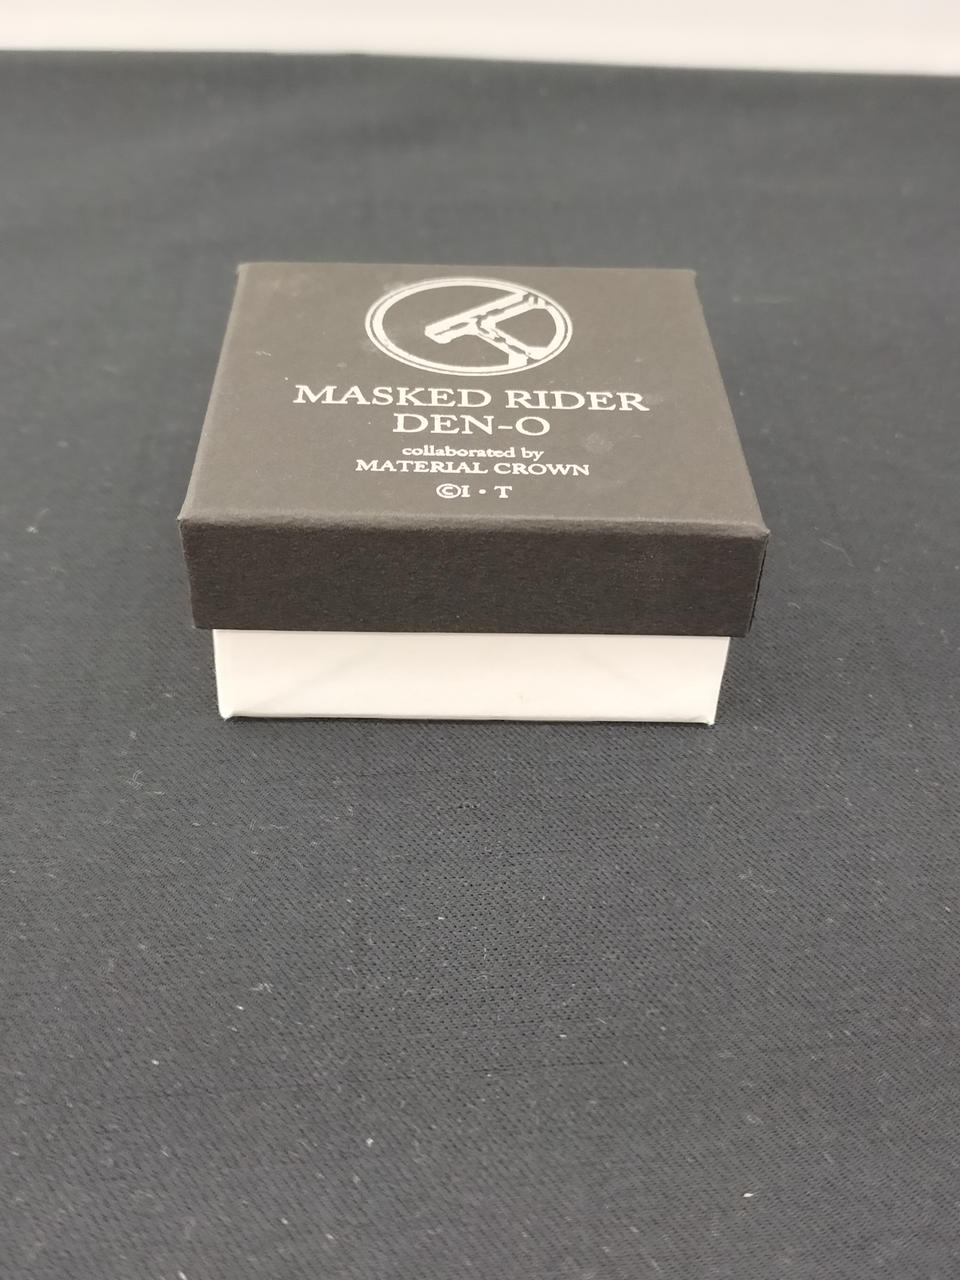 MASKED RIDER
DEN-O
collaborated by
MATERIAL CROWN
©I・T